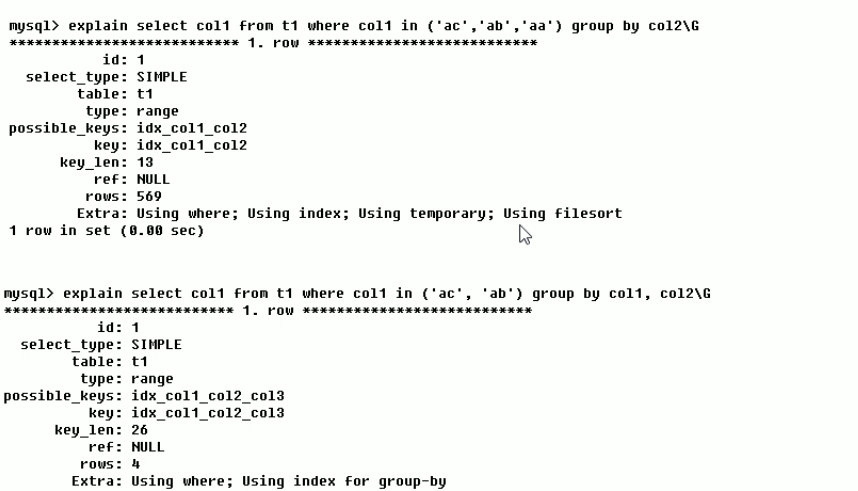 mysql> explain select col1 from t1 where col1 in ('ac','ab','aa') group by col2\G
*************************** 1. row ***************************
id: 1
select_type: SIMPLE
table: t1
type: range
possible_keys: idx_col1_col2
key: idx_col1_col2
key_len: 13
ref: NULL
rows: 569
Extra: Using where; Using index; Using temporary; Using filesort
1 row in set (0.00 sec)
mysql> explain select col1 from t1 where col1 in ('ac', 'ab') group by col1, col2\G
*************************** 1. row ***************************
id: 1
select_type: SIMPLE
table: t1
type: range
possible_keys: idx_col1_col2_col3
key: idx_col1_col2_col3
key_len: 26
ref: NULL
rows: 4
Extra: Using where; Using index for group-by